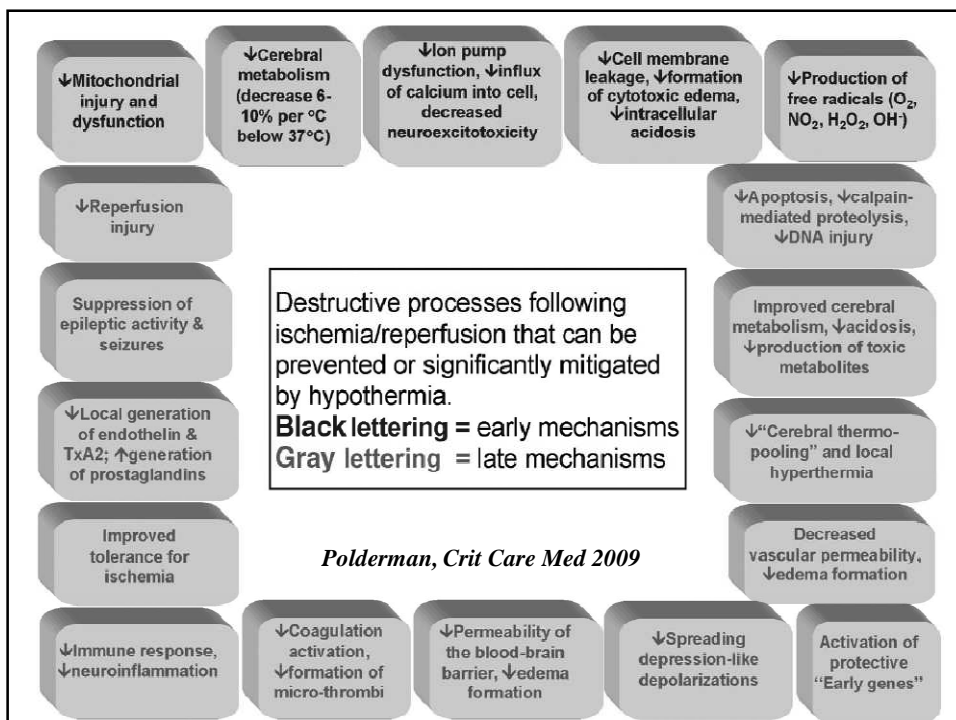 ↓Mitochondrial
injury and
dysfunction
↓Cerebral
metabolism
(decrease 6-
10% per °C
below 37°C)
↓Ion pump
dysfunction, ↓influx
of calcium into cell,
decreased
neuroexcitotoxicity
↓Cell membrane
leakage, ↓formation
of cytotoxic edema,
↓intracellular
acidosis
↓Production of
free radicals (O₂,
NO₂, H₂O₂, OH⁻)
↓Reperfusion
injury
↓Apoptosis, ↓calpain-
mediated proteolysis,
↓DNA injury
Suppression of
epileptic activity &
seizures
Destructive processes following
ischemia/reperfusion that can be
prevented or significantly mitigated
by hypothermia.
Black lettering = early mechanisms
Gray lettering = late mechanisms
Improved cerebral
metabolism, ↓acidosis,
↓production of toxic
metabolites
↓Local generation
of endothelin &
TxA2; ↑generation
of prostaglandins
↓"Cerebral thermo-
pooling" and local
hyperthermia
Improved
tolerance for
ischemia
Polderman, Crit Care Med 2009
Decreased
vascular permeability,
↓edema formation
↓Immune response,
↓neuroinflammation
↓Coagulation
activation,
↓formation of
micro-thrombi
↓Permeability of
the blood-brain
barrier, ↓edema
formation
↓Spreading
depression-like
depolarizations
Activation of
protective
"Early genes"